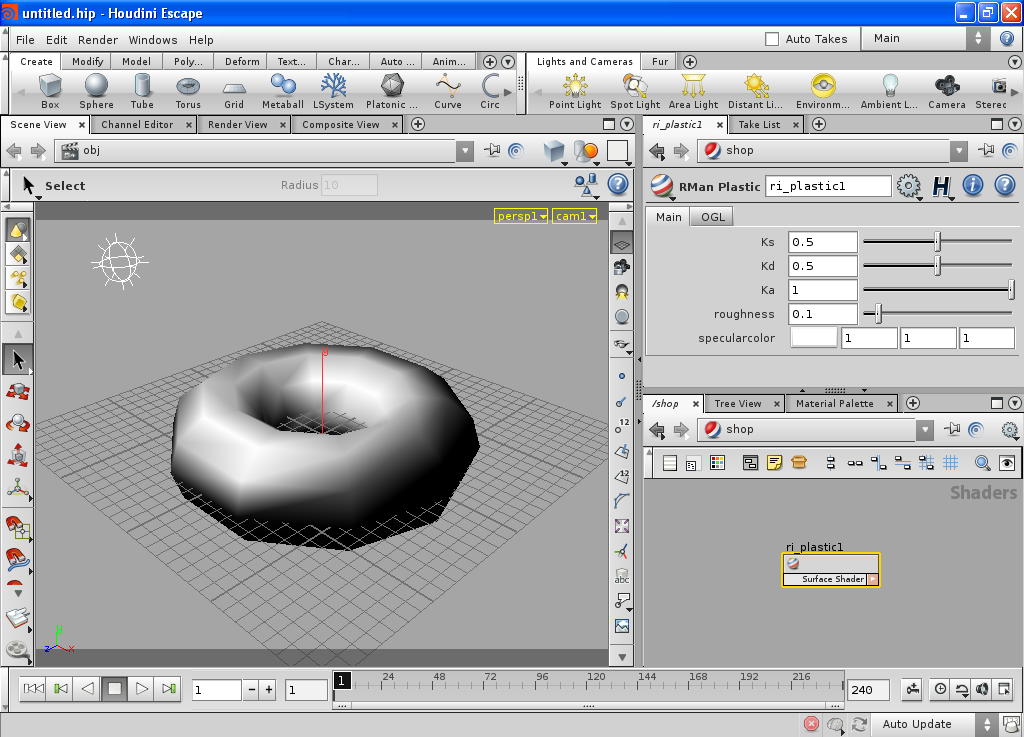 untitled.hip - Houdini Escape
File Edit Render Windows Help
Auto Takes Main
Create Modify Model Poly... Deform Text... Char... Auto ... Anim...
Lights and Cameras Fur
Box Sphere Tube Torus Grid Metaball LSystem Platonic ... Curve Circ
Point Light Spot Light Area Light Distant Li... Environm... Ambient L... Camera Stereo
Scene View Channel Editor Render View Composite View
ri_plastic1 Take List
obj
shop
Select Radius 10
RMan Plastic ri_plastic1
persp1 cam1
Main OGL
Ks 0.5
Kd 0.5
Ka 1
roughness 0.1
specularcolor 1 1 1
/shop Tree View Material Palette
shop
12
12
abc
Shaders
ri_plastic1
Surface Shader
z x
1 1 1 24 48 72 96 120 144 168 192 216 240
Auto Update